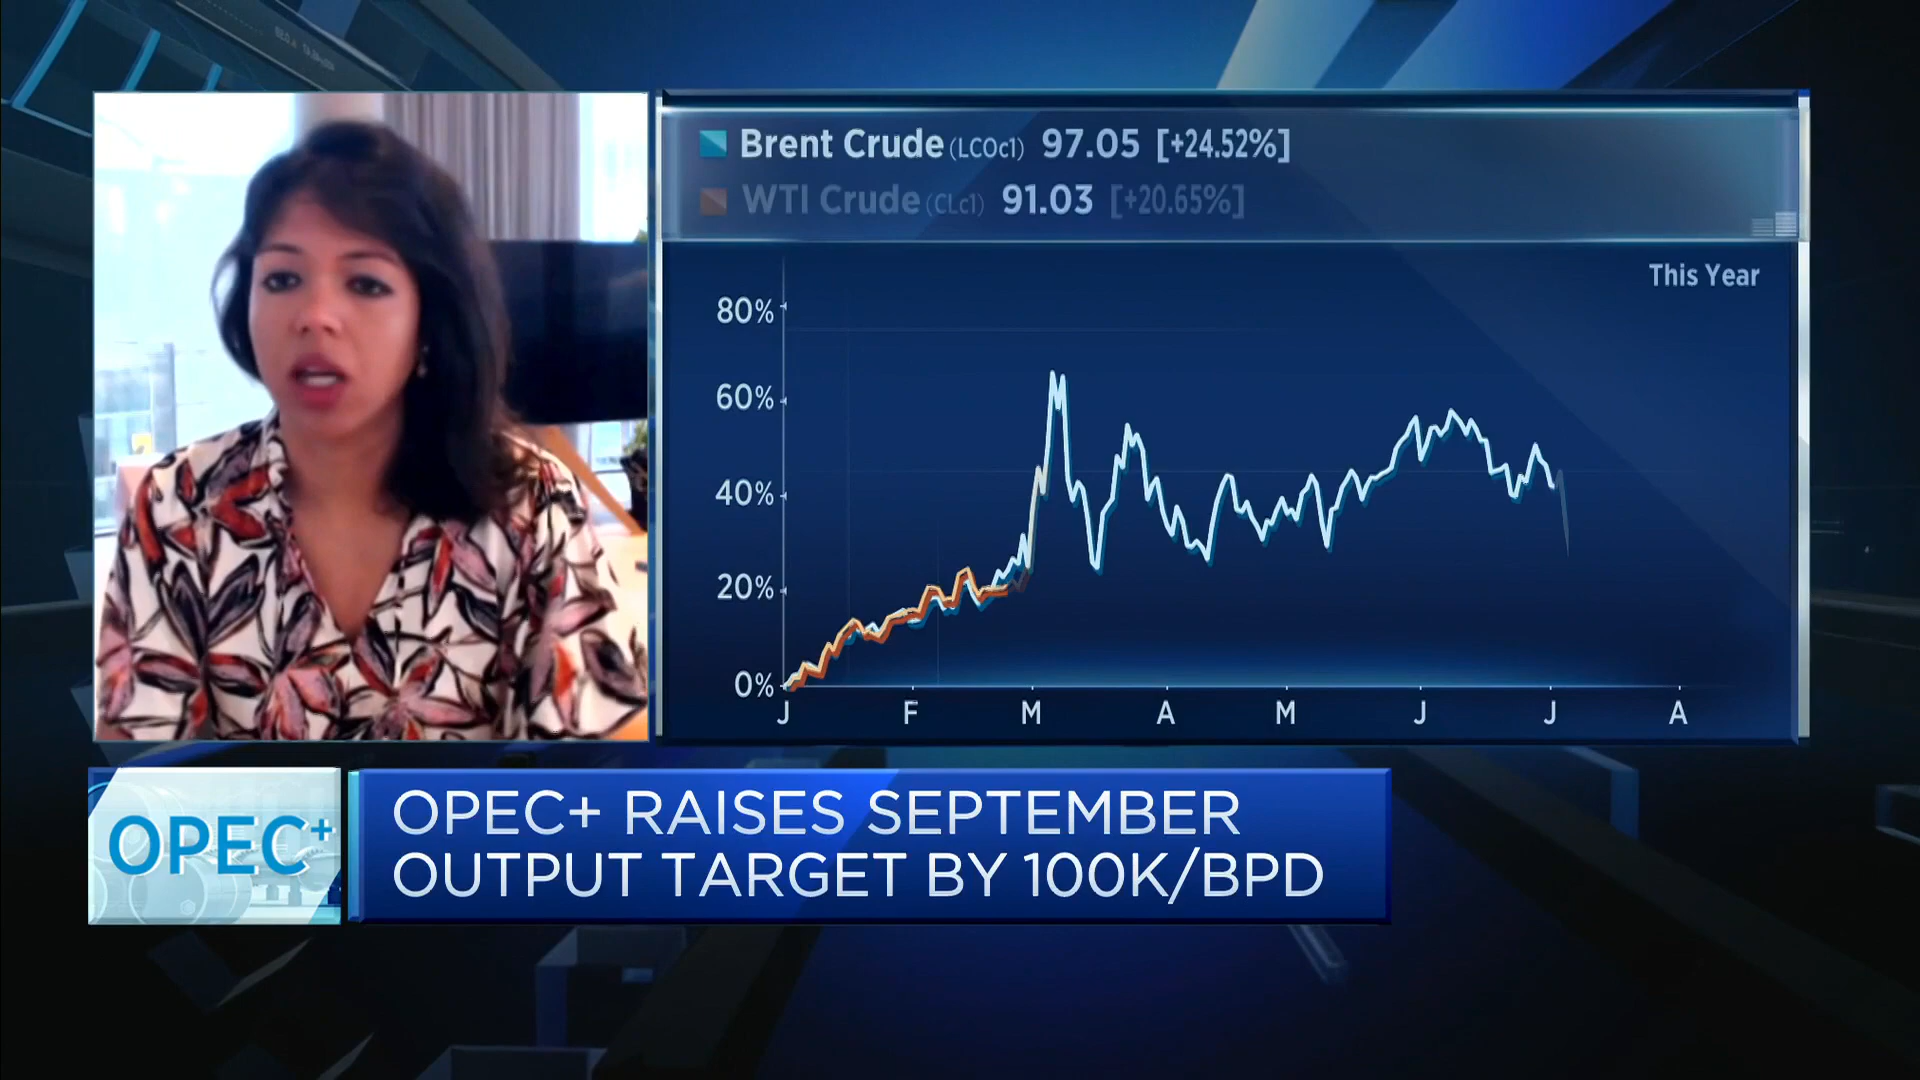 Brent Crude (LCOc1) 97.05 [+24.52%]
WTI Crude (CLc1) 91.03 [+20.65%]
This Year
80%
60%
40%
20%
0%
J F M A M J J A
OPEC+
OPEC+ RAISES SEPTEMBER
OUTPUT TARGET BY 100K/BPD